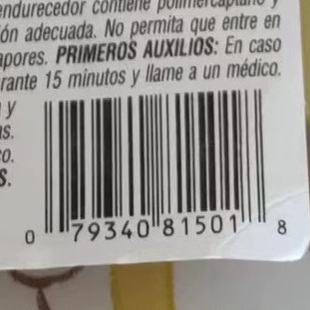 endurecedor contiene polimercaptano y
ón adecuada. No permita que entre en
apores. PRIMEROS AUXILIOS: En caso
rante 15 minutos y llame a un médico.
y
as.
o.
S.
0 79340 81501 8